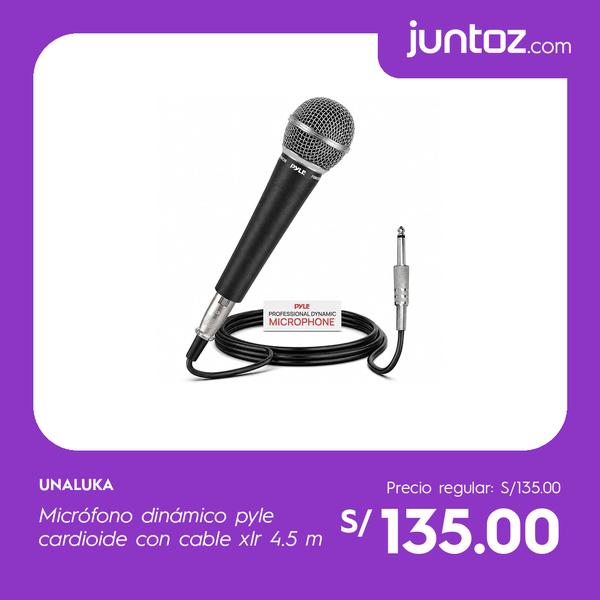 juntoz.com
PYLE
PYLE
PROFESSIONAL DYNAMIC
MICROPHONE
UNALUKA
Precio regular: S/135.00
Micrófono dinámico pyle
cardioide con cable xlr 4.5 m
S/ 135.00